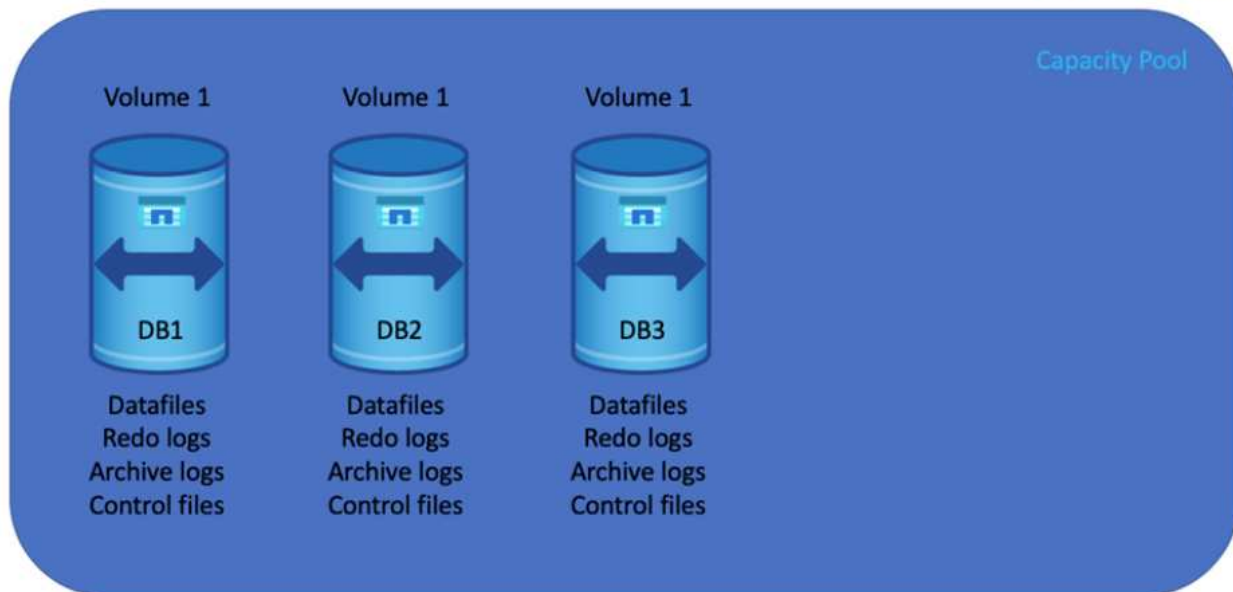 Capacity Pool
Volume 1
DB1
Datafiles
Redo logs
Archive logs
Control files
Volume 1
DB2
Datafiles
Redo logs
Archive logs
Control files
Volume 1
DB3
Datafiles
Redo logs
Archive logs
Control files